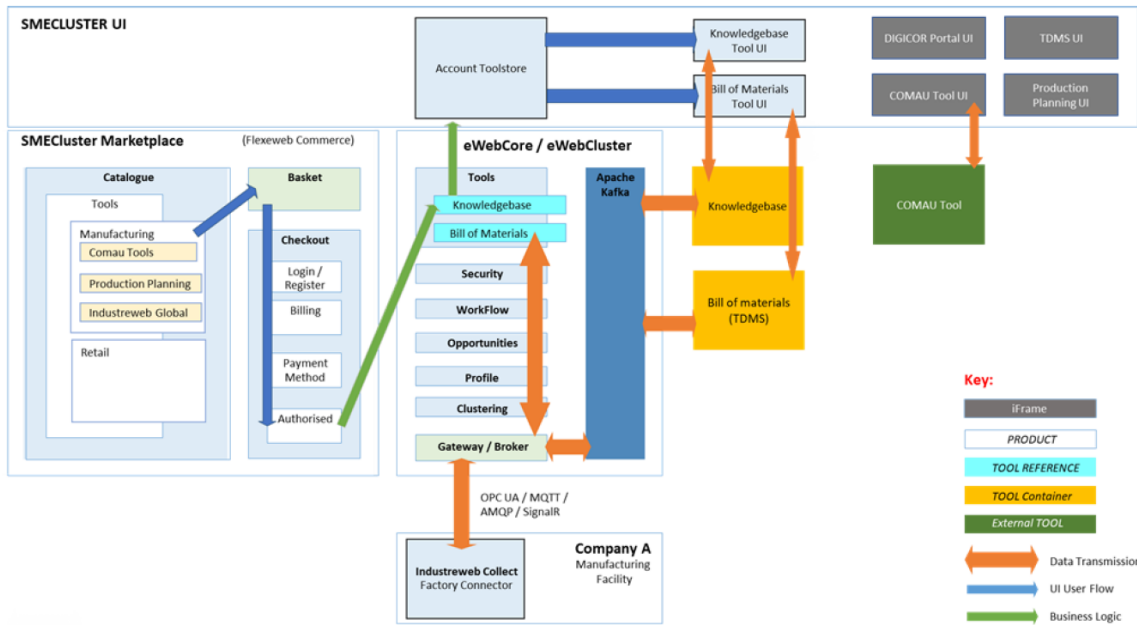 SMECLUSTER UI
Account Toolstore
Knowledgebase
Tool UI
Bill of Materials
Tool UI
DIGICOR Portal UI
TDMS UI
COMAU Tool UI
Production
Planning UI
SMECluster Marketplace
(Flexeweb Commerce)
Catalogue
Tools
Manufacturing
Comau Tools
Production Planning
Industreweb Global
Retail
Basket
Checkout
Login /
Register
Billing
Payment
Method
Authorised
eWebCore / eWebCluster
Tools
Knowledgebase
Bill of Materials
Security
WorkFlow
Opportunities
Profile
Clustering
Gateway / Broker
Apache
Kafka
Knowledgebase
Bill of materials
(TDMS)
COMAU Tool
OPC UA / MQTT /
AMQP / SignalR
Industreweb Collect
Factory Connector
Company A
Manufacturing
Facility
Key:
iFrame
PRODUCT
TOOL REFERENCE
TOOL Container
External TOOL
Data Transmission
UI User Flow
Business Logic